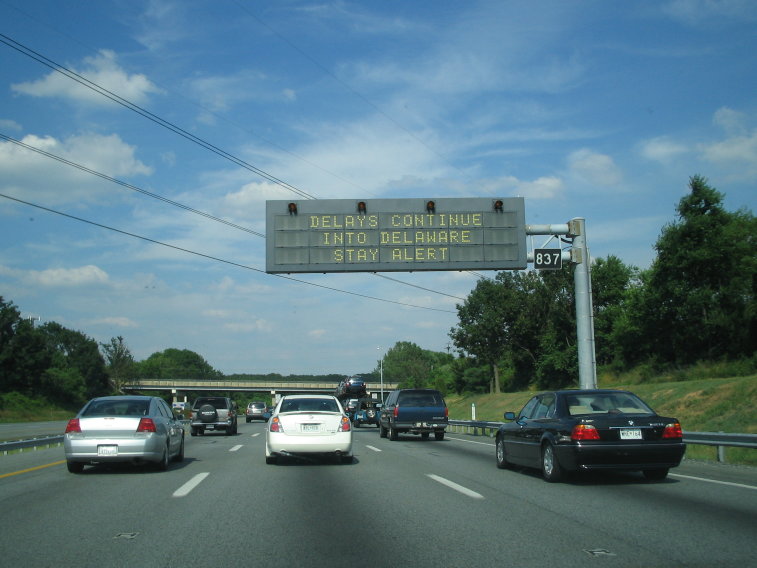 DELAYS CONTINUE
INTO DELAWARE
STAY ALERT
837